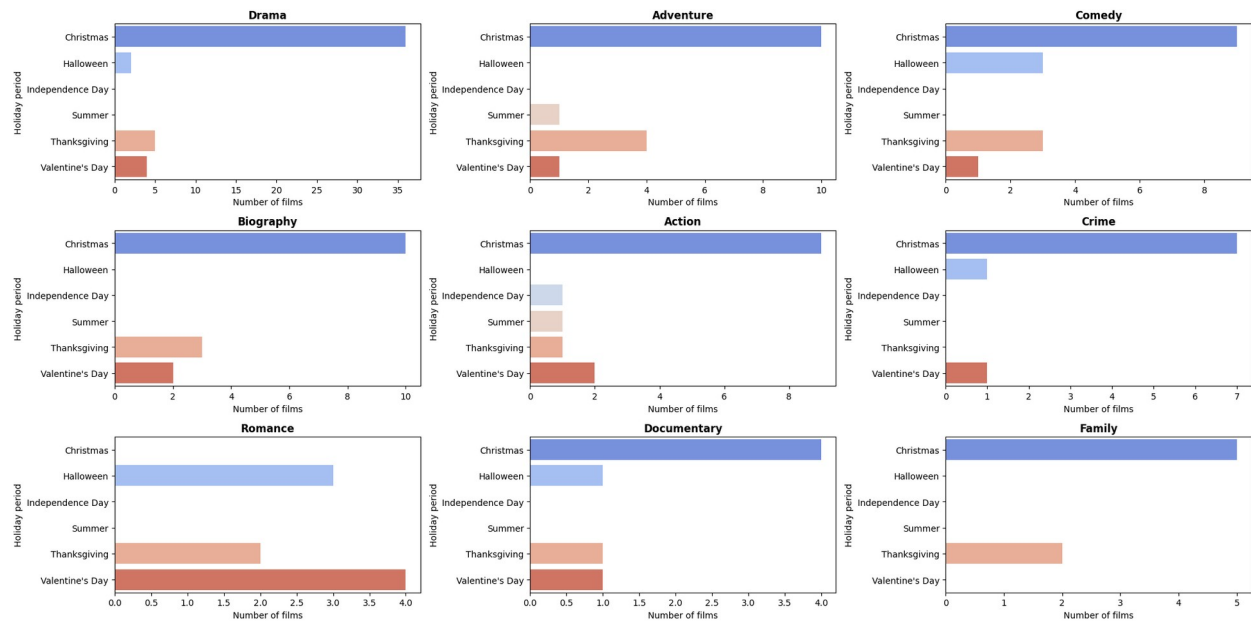 Drama
Holiday period
Christmas
Halloween
Independence Day
Summer
Thanksgiving
Valentine's Day
0 5 10 15 20 25 30 35
Number of films
Adventure
Holiday period
Christmas
Halloween
Independence Day
Summer
Thanksgiving
Valentine's Day
0 2 4 6 8 10
Number of films
Comedy
Holiday period
Christmas
Halloween
Independence Day
Summer
Thanksgiving
Valentine's Day
0 2 4 6 8
Number of films
Biography
Holiday period
Christmas
Halloween
Independence Day
Summer
Thanksgiving
Valentine's Day
0 2 4 6 8 10
Number of films
Action
Holiday period
Christmas
Halloween
Independence Day
Summer
Thanksgiving
Valentine's Day
0 2 4 6 8
Number of films
Crime
Holiday period
Christmas
Halloween
Independence Day
Summer
Thanksgiving
Valentine's Day
0 1 2 3 4 5 6 7
Number of films
Romance
Holiday period
Christmas
Halloween
Independence Day
Summer
Thanksgiving
Valentine's Day
0.0 0.5 1.0 1.5 2.0 2.5 3.0 3.5 4.0
Number of films
Documentary
Holiday period
Christmas
Halloween
Independence Day
Summer
Thanksgiving
Valentine's Day
0.0 0.5 1.0 1.5 2.0 2.5 3.0 3.5 4.0
Number of films
Family
Holiday period
Christmas
Halloween
Independence Day
Summer
Thanksgiving
Valentine's Day
0 1 2 3 4 5
Number of films